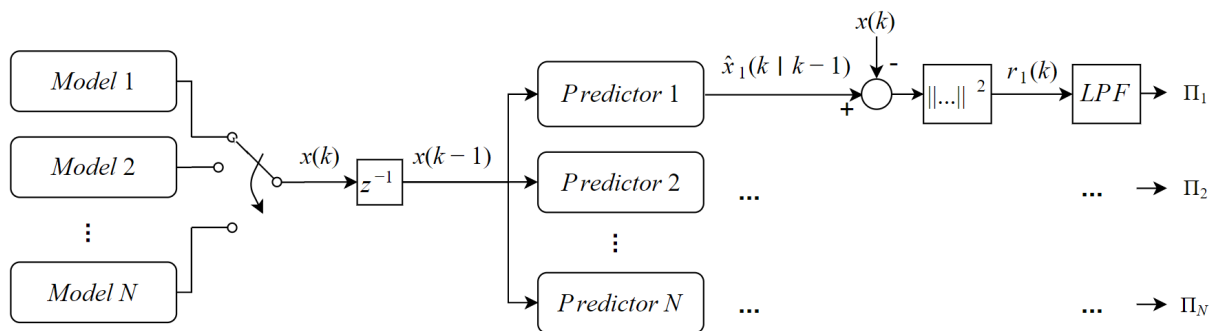 x(k)
x̂₁(k | k−1)
-
+
||...|| ²
r₁(k)
LPF
Π₁
Model 1
Predictor 1
Model 2
x(k)
z⁻¹
x(k−1)
Predictor 2
...
...
Π₂
⋮
⋮
Model N
Predictor N
...
...
Π_N